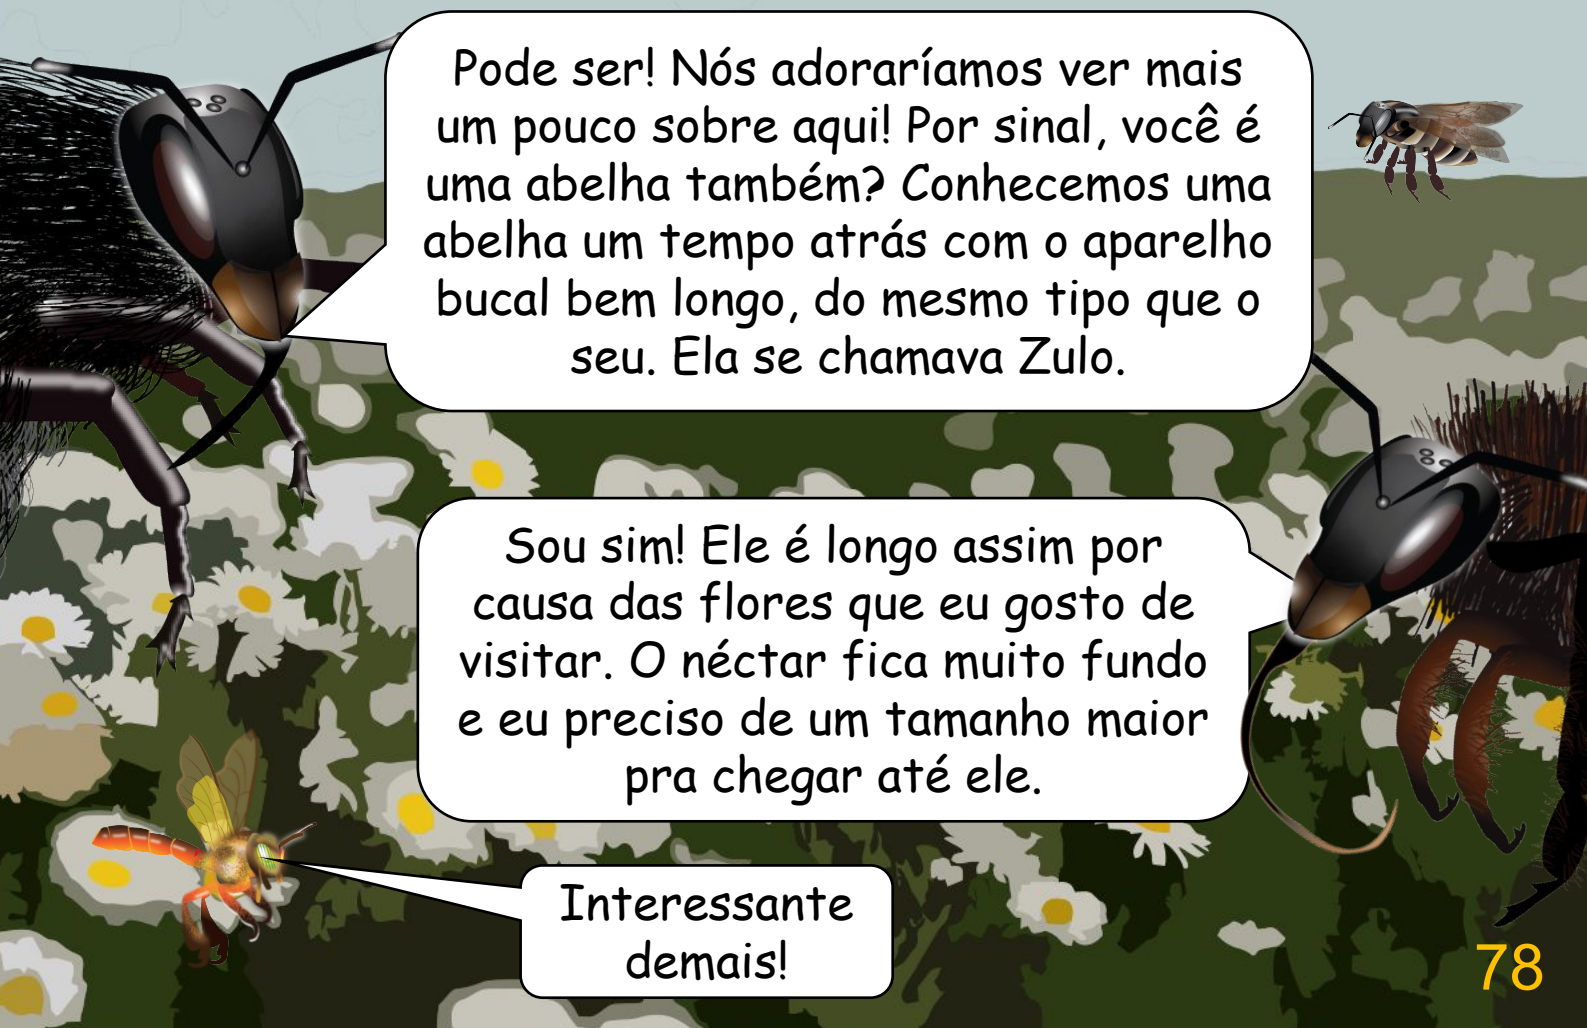 Pode ser! Nós adoraríamos ver mais
um pouco sobre aqui! Por sinal, você é
uma abelha também? Conhecemos uma
abelha um tempo atrás com o aparelho
bucal bem longo, do mesmo tipo que o
seu. Ela se chamava Zulo.
Sou sim! Ele é longo assim por
causa das flores que eu gosto de
visitar. O néctar fica muito fundo
e eu preciso de um tamanho maior
pra chegar até ele.
Interessante
demais!
78